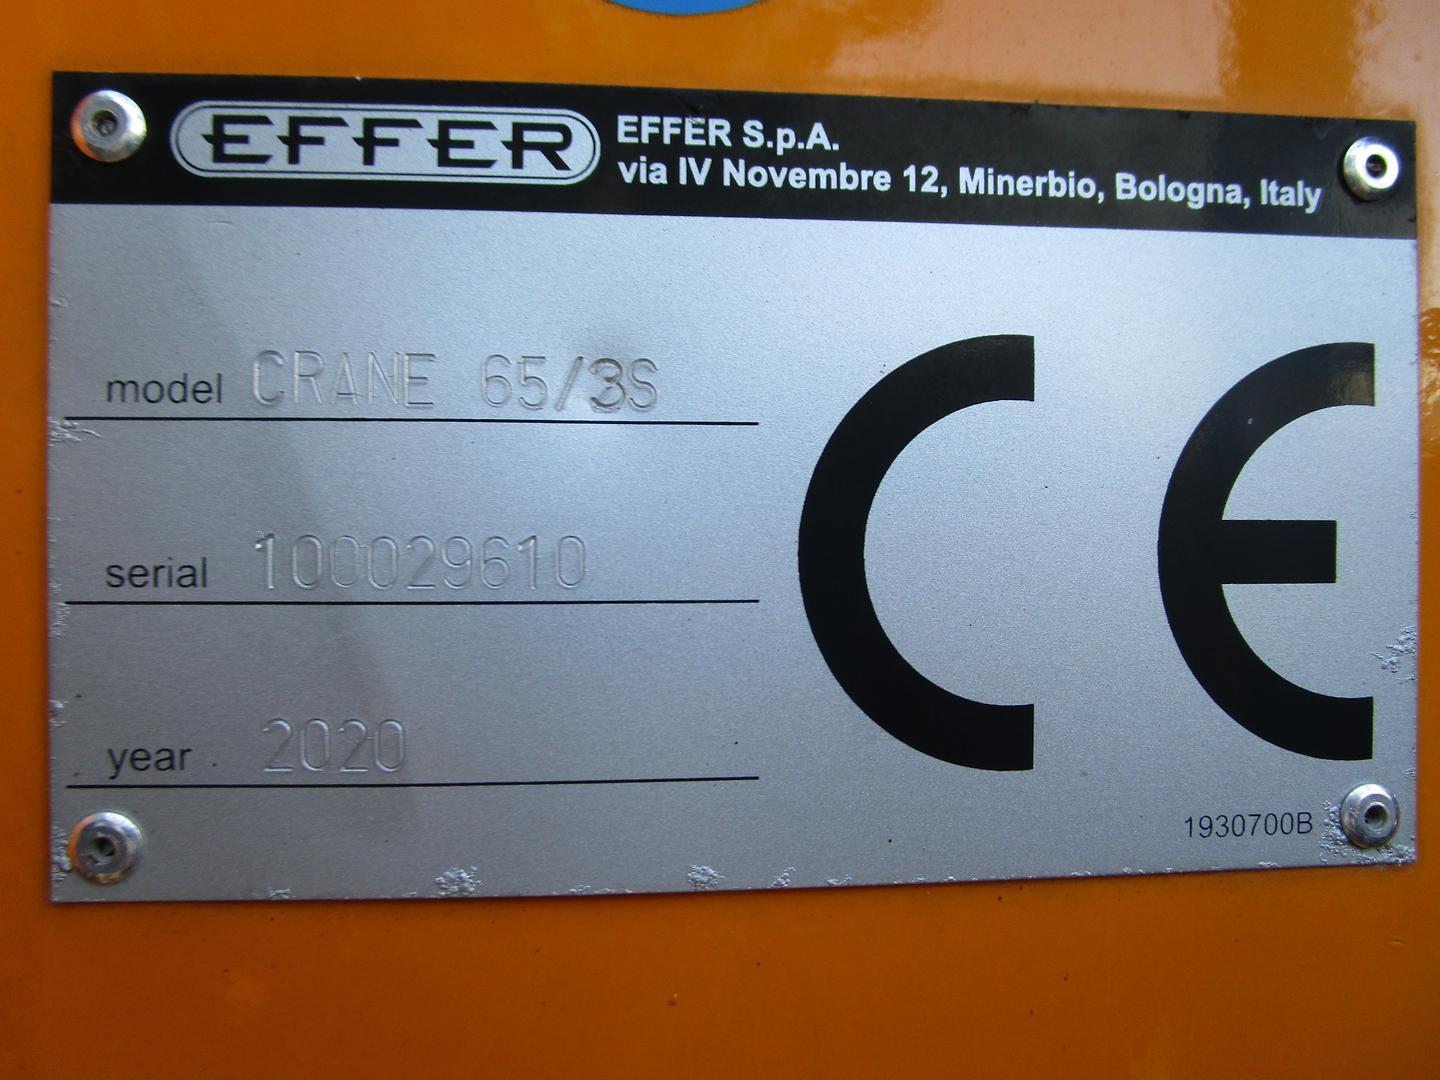 EFFER
EFFER S.p.A.
via IV Novembre 12, Minerbio, Bologna, Italy
model CRANE 65/3S
serial 100029610
year 2020
CE
1930700B